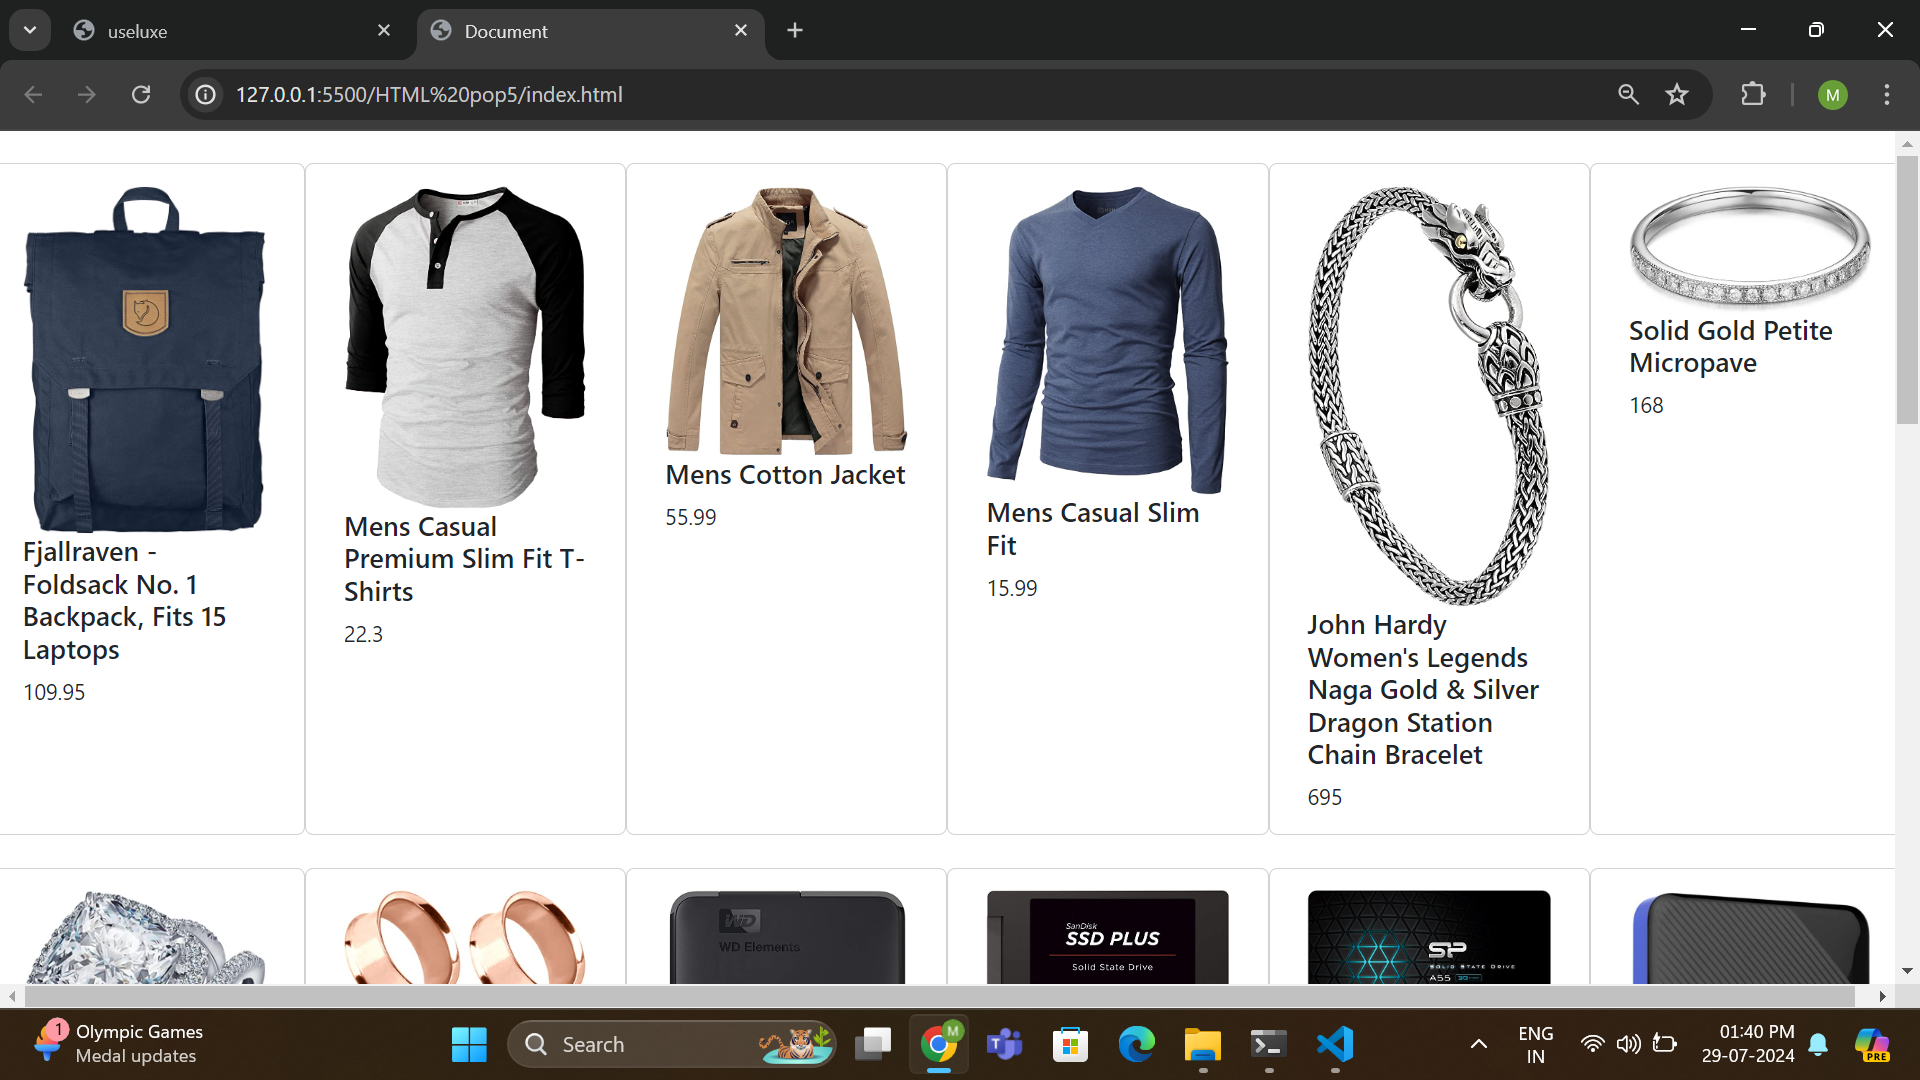 useluxe
Document
127.0.0.1:5500/HTML%20pop5/index.html
M
Fjallraven -
Foldsack No. 1
Backpack, Fits 15
Laptops
109.95
Mens Casual
Premium Slim Fit T-
Shirts
22.3
Mens Cotton Jacket
55.99
Mens Casual Slim
Fit
15.99
John Hardy
Women's Legends
Naga Gold & Silver
Dragon Station
Chain Bracelet
695
Solid Gold Petite
Micropave
168
WD
WD Elements
SanDisk
SSD PLUS
Solid State Drive
SP
SOLID STATE DRIVE
A55
1
Olympic Games
Medal updates
Search
M
T
PRE
ENG
IN
01:40 PM
29-07-2024